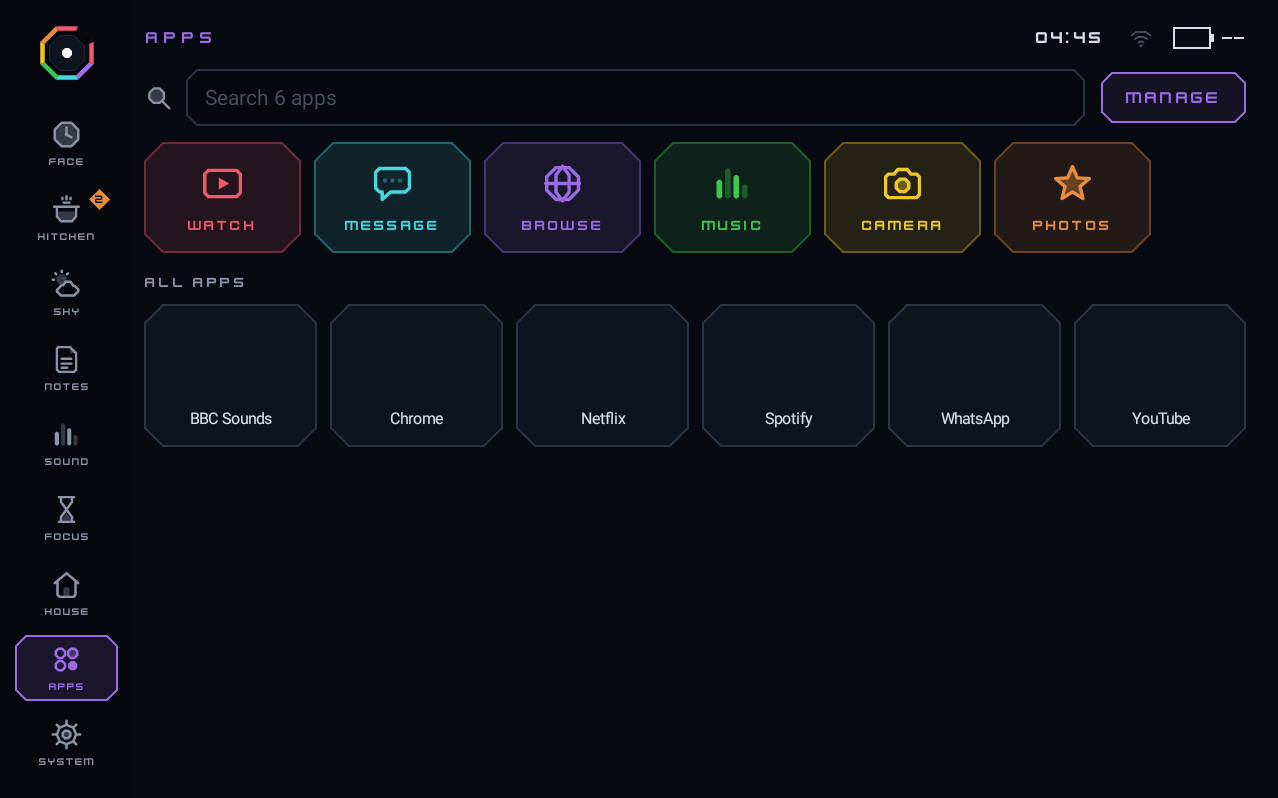 APPS
04:45
--
Search 6 apps
MANAGE
FACE
2
KITCHEN
SKY
NOTES
SOUND
FOCUS
HOUSE
APPS
SYSTEM
WATCH
MESSAGE
BROWSE
MUSIC
CAMERA
PHOTOS
ALL APPS
BBC Sounds
Chrome
Netflix
Spotify
WhatsApp
YouTube